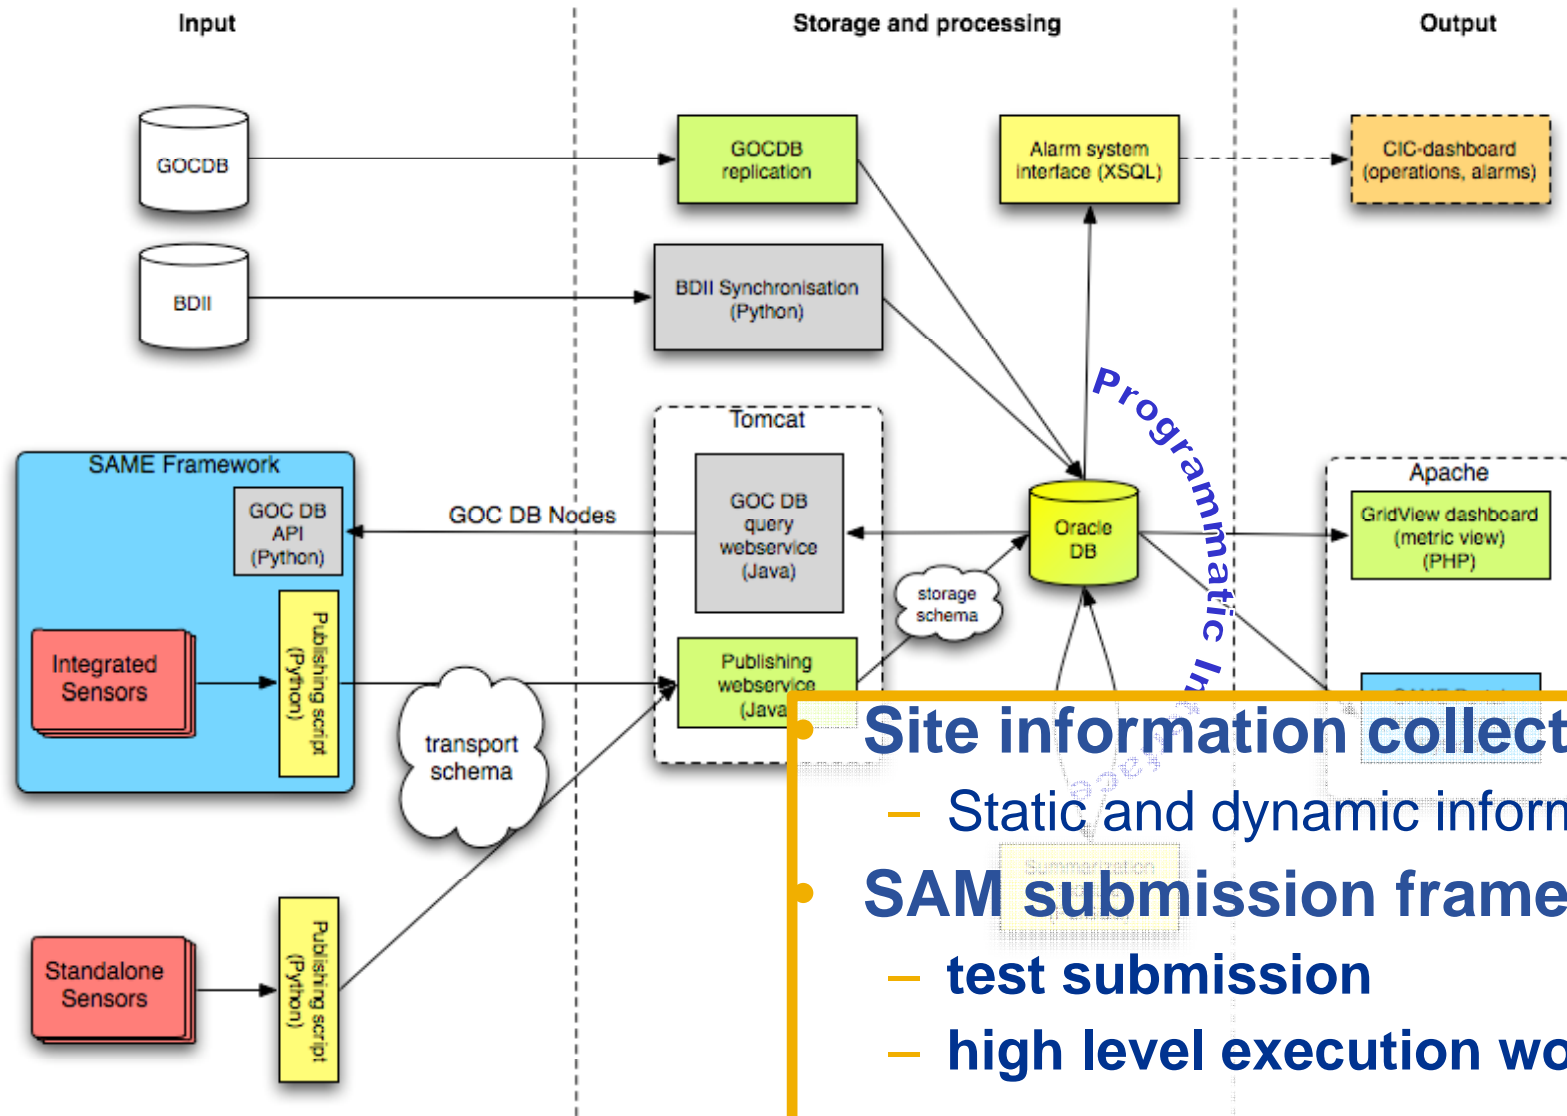 Input
Storage and processing
Output
GOCDB
GOCDB
replication
Alarm system
interface (XSQL)
CIC-dashboard
(operations, alarms)
BDII
BDII Synchronisation
(Python)
Programmatic
Tomcat
SAME Framework
GOC DB
API
(Python)
GOC DB Nodes
GOC DB
query
webservice
(Java)
Oracle
DB
Apache
GridView dashboard
(metric view)
(PHP)
storage
schema
Integrated
Sensors
Publishing script
(Python)
transport
schema
Publishing
webservice
(Java
• Site information collect
– Static and dynamic inform
• SAM submission frame
– test submission
– high level execution wo
Standalone
Sensors
Publishing script
(Python)